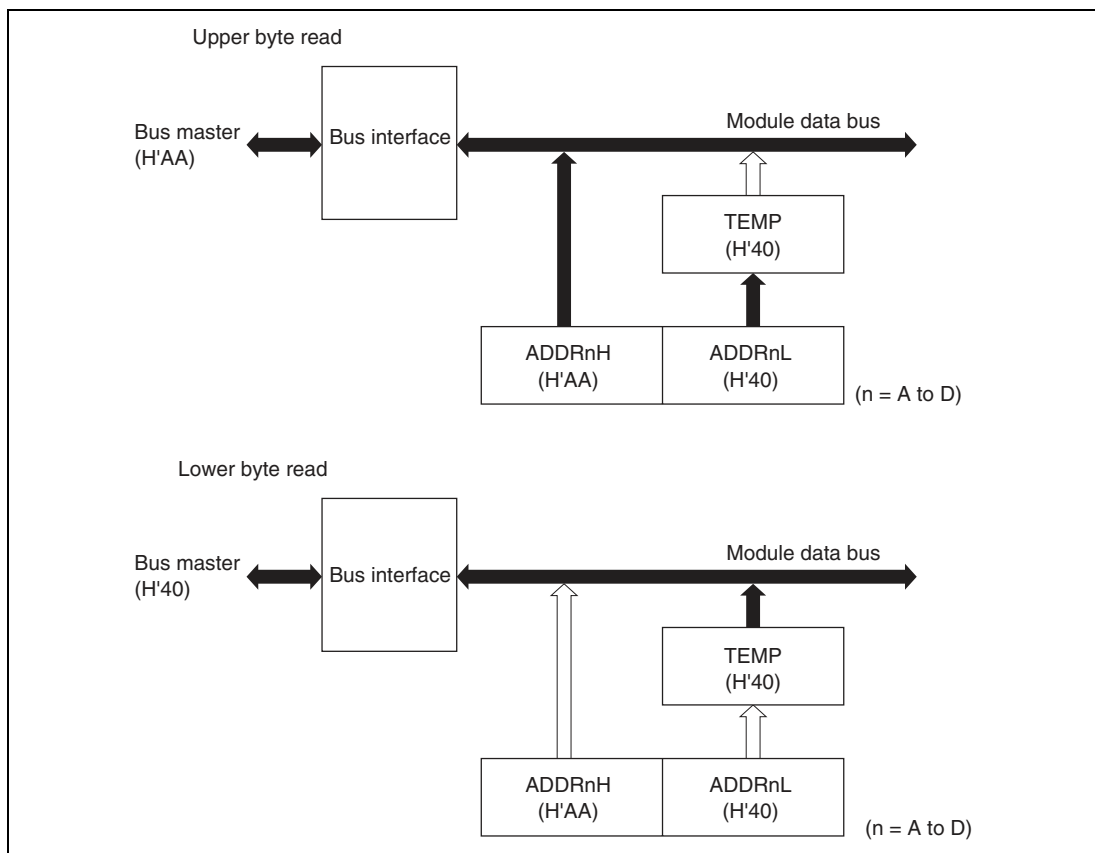 Upper byte read
Bus master
(H'AA)
Bus interface
Module data bus
TEMP
(H'40)
ADDRnH
(H'AA)
ADDRnL
(H'40)
(n = A to D)
Lower byte read
Bus master
(H'40)
Bus interface
Module data bus
TEMP
(H'40)
ADDRnH
(H'AA)
ADDRnL
(H'40)
(n = A to D)